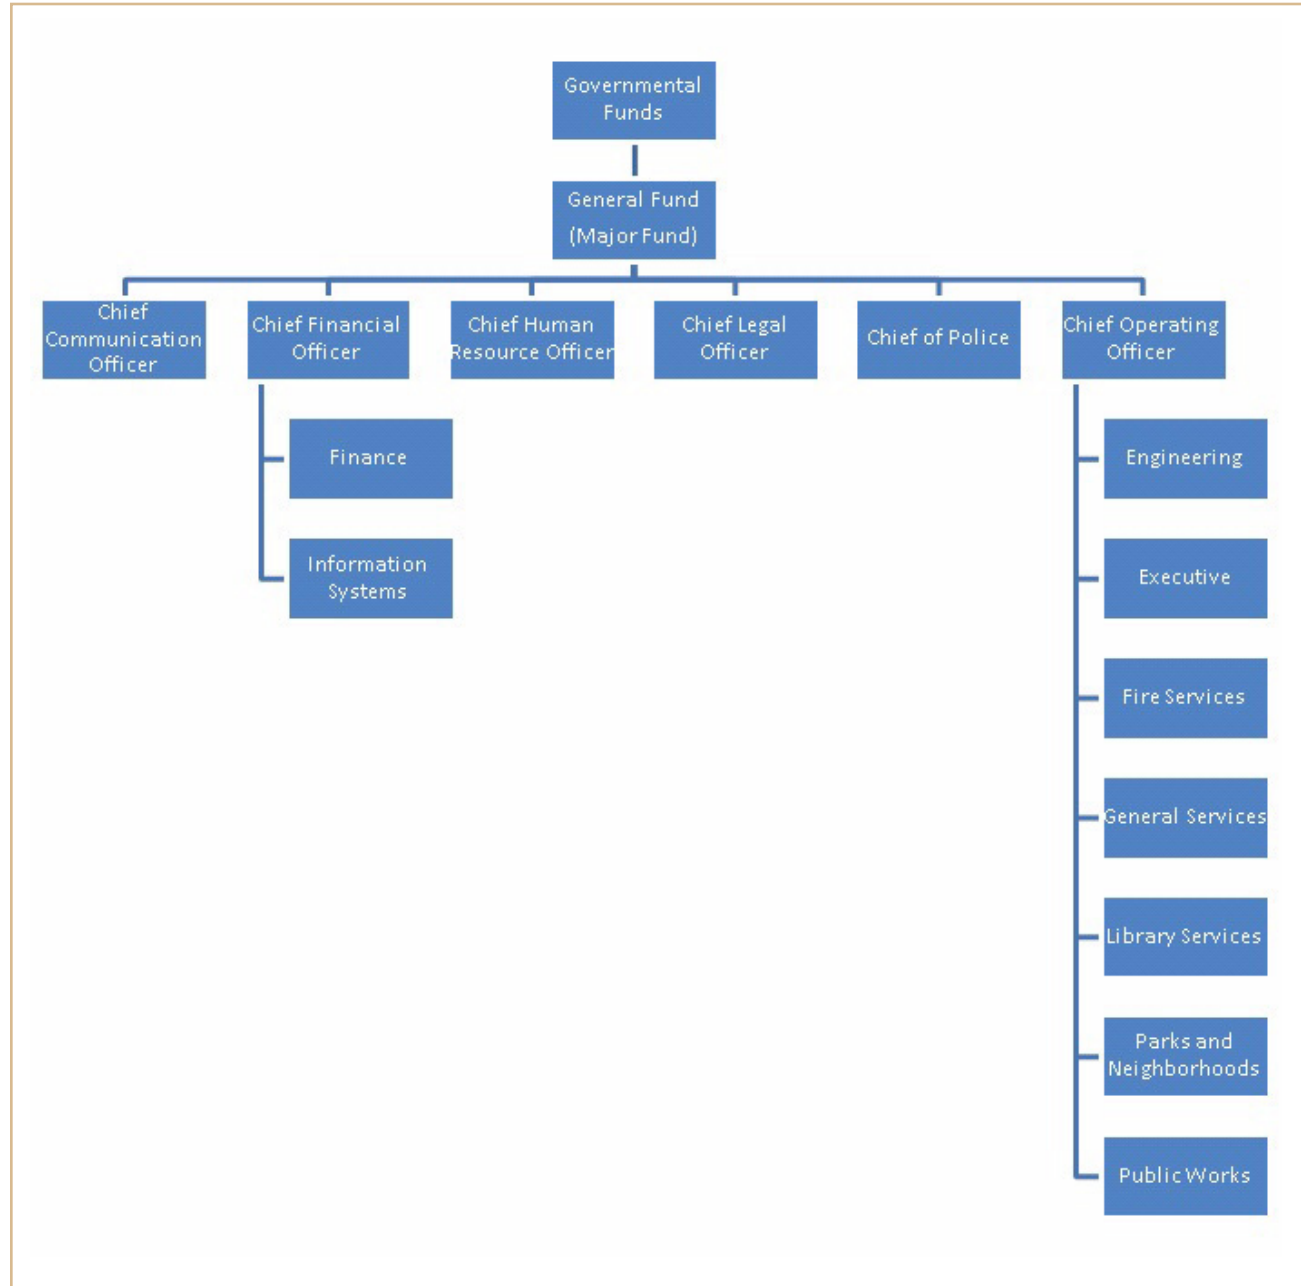 Governmental
Funds
General Fund
(Major Fund)
Chief
Communication
Officer
Chief Financial
Officer
Chief Human
Resource Officer
Chief Legal
Officer
Chief of Police
Chief Operating
Officer
Finance
Information
Systems
Engineering
Executive
Fire Services
General Services
Library Services
Parks and
Neighborhoods
Public Works